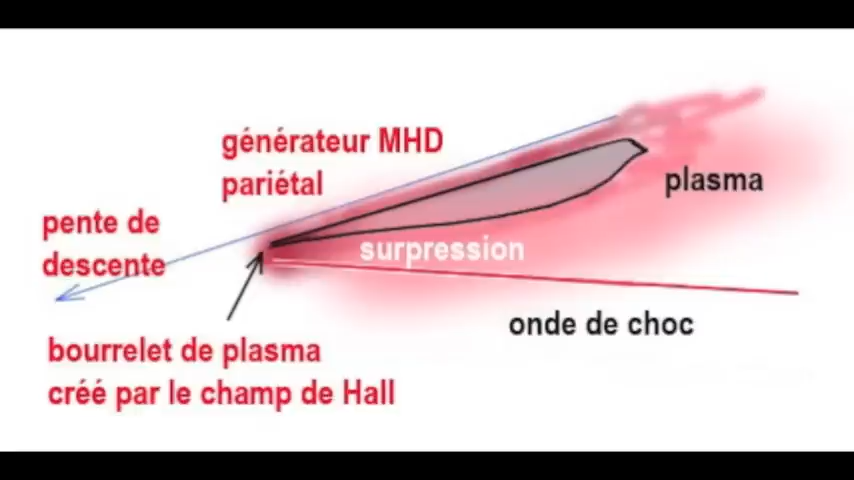 générateur MHD
pariétal
plasma
pente de
descente
surpression
onde de choc
bourrelet de plasma
créé par le champ de Hall